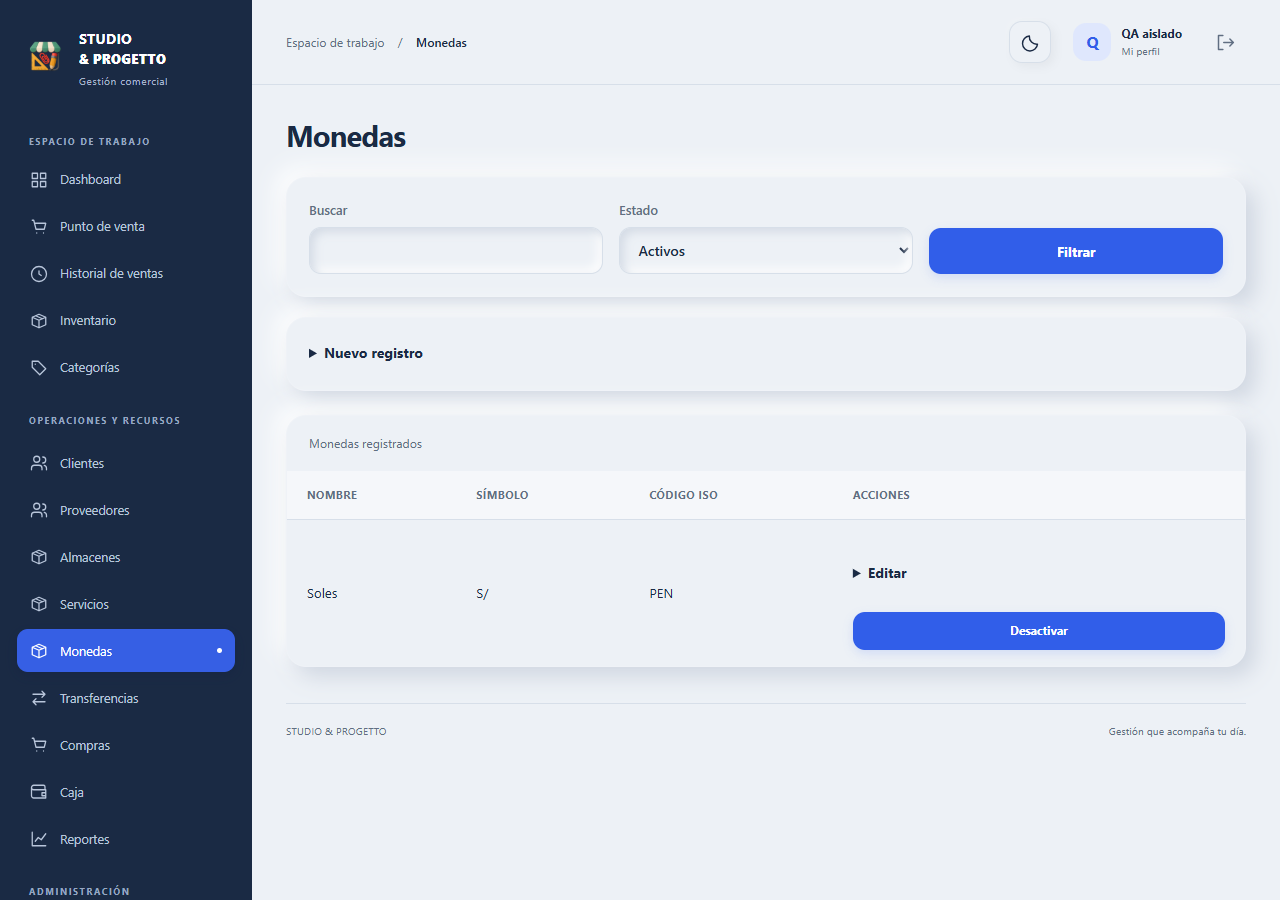 STUDIO
& PROGETTO
Gestión comercial
ESPACIO DE TRABAJO
Dashboard
Punto de venta
Historial de ventas
Inventario
Categorías
OPERACIONES Y RECURSOS
Clientes
Proveedores
Almacenes
Servicios
Monedas
Transferencias
Compras
Caja
Reportes
ADMINISTRACIÓN
Espacio de trabajo / Monedas
Q
QA aislado
Mi perfil
Monedas
Buscar
Estado
Activos
Filtrar
Nuevo registro
Monedas registrados
NOMBRE SÍMBOLO CÓDIGO ISO ACCIONES
Soles S/ PEN
Editar
Desactivar
STUDIO & PROGETTO
Gestión que acompaña tu día.